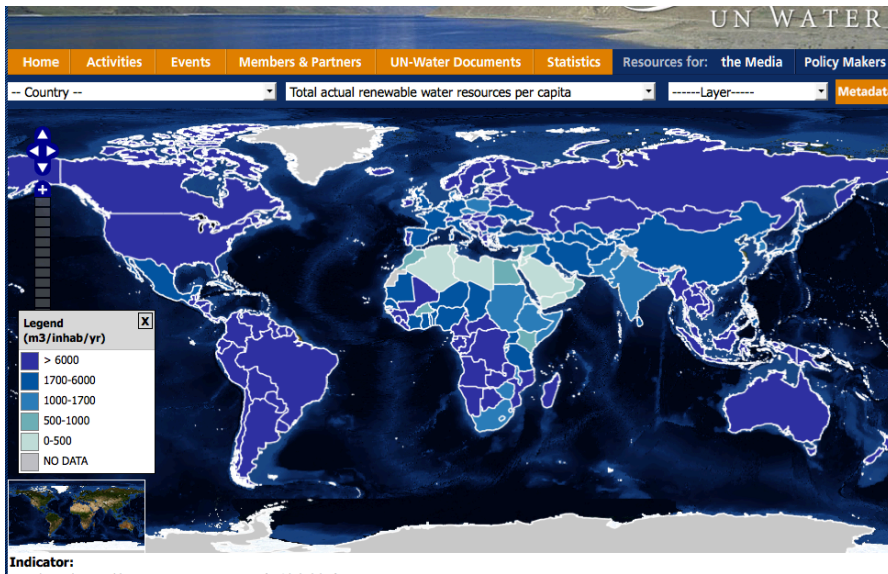 UN WATER
Home Activities Events Members & Partners UN-Water Documents Statistics Resources for: the Media Policy Makers
-- Country -- Total actual renewable water resources per capita ------Layer----- Metadat
+
Legend X
(m3/inhab/yr)
> 6000
1700-6000
1000-1700
500-1000
0-500
NO DATA
Indicator: